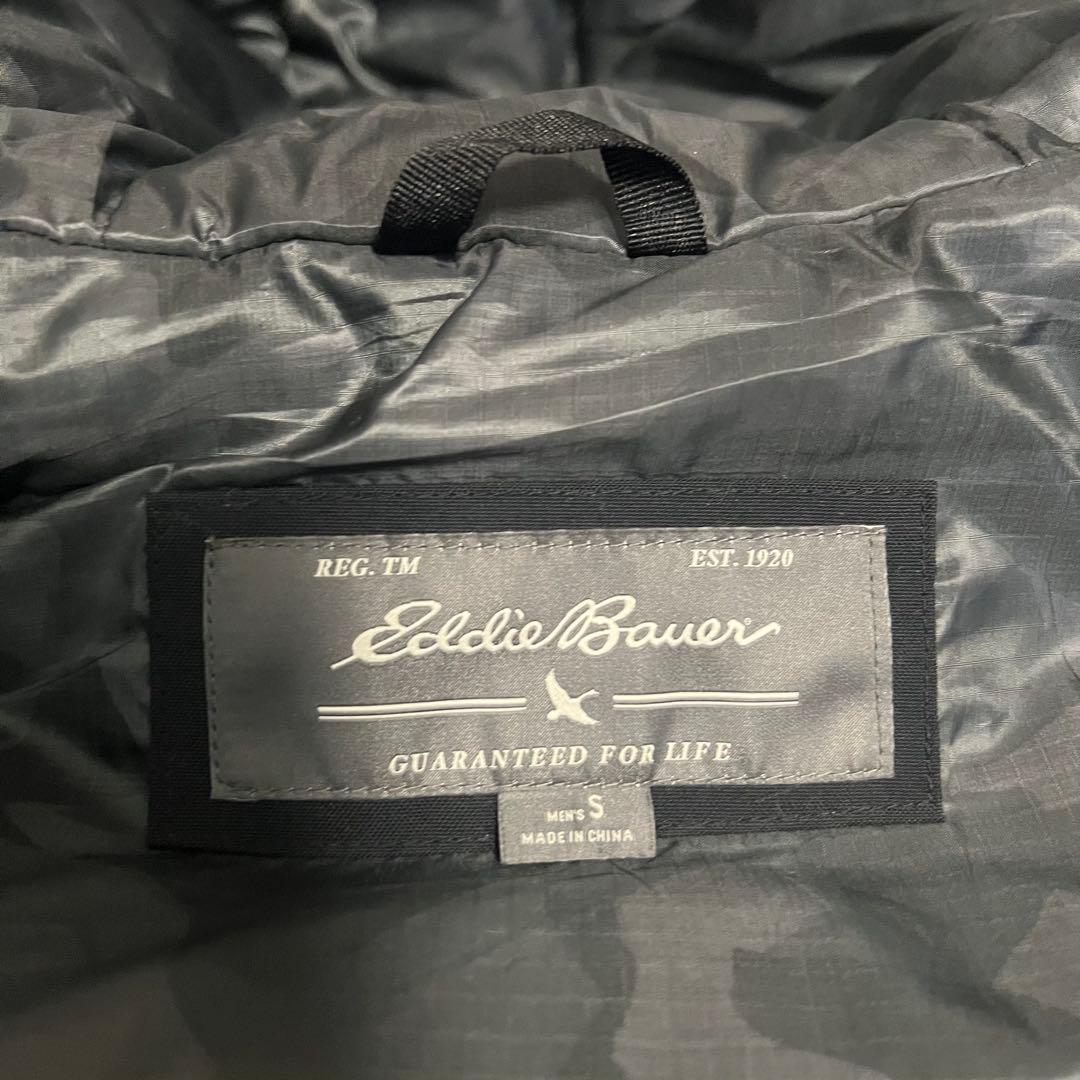 REG. TM EST. 1920
Eddie Bauer®
GUARANTEED FOR LIFE
MEN'S S
MADE IN CHINA